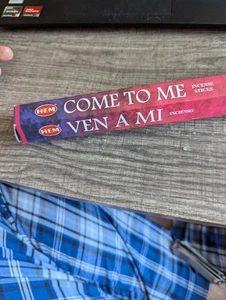 HEM COME TO ME INCENSE STICKS
HEM VEN A MI INCIENSO